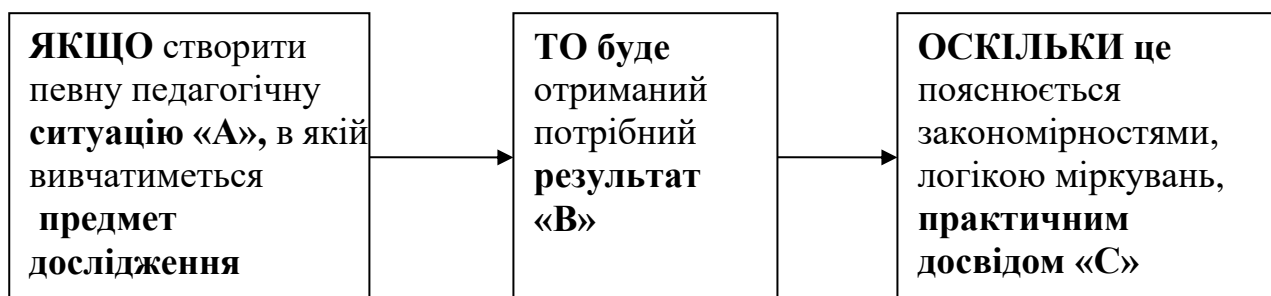 ЯКЩО створити
певну педагогічну
ситуацію «А», в якій
вивчатиметься
предмет
дослідження
ТО буде
отриманий
потрібний
результат
«В»
ОСКІЛЬКИ це
пояснюється
закономірностями,
логікою міркувань,
практичним
досвідом «С»